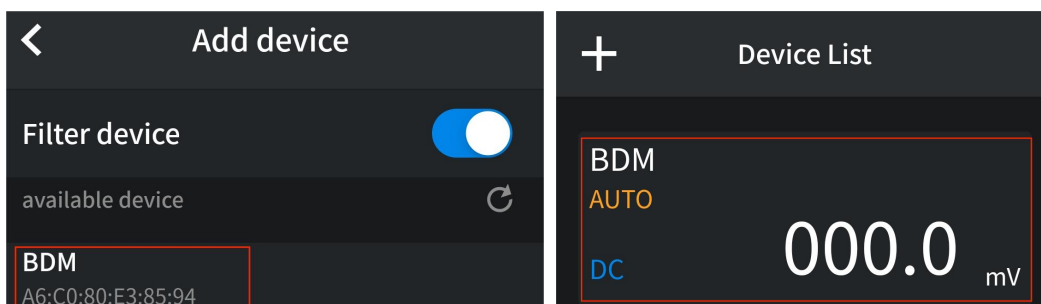 Add device
Filter device
available device
BDM
A6:C0:80:E3:85:94
Device List
BDM
AUTO
DC
000.0 mV